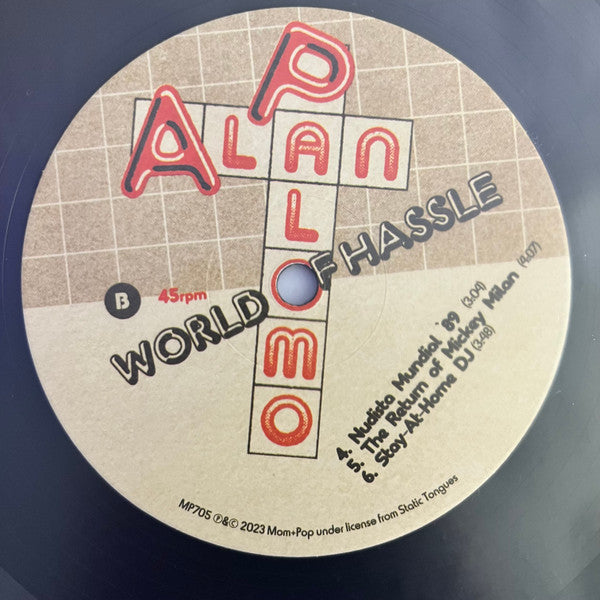 ALAN
PALOMO
WORLD OF HASSLE
B 45rpm
4. Nudista Mundial '89 (3:04)
5. The Return of Mickey Milan (4:07)
6. Stay-At-Home DJ (3:48)
MP705 ℗&© 2023 Mom+Pop under license from Static Tongues